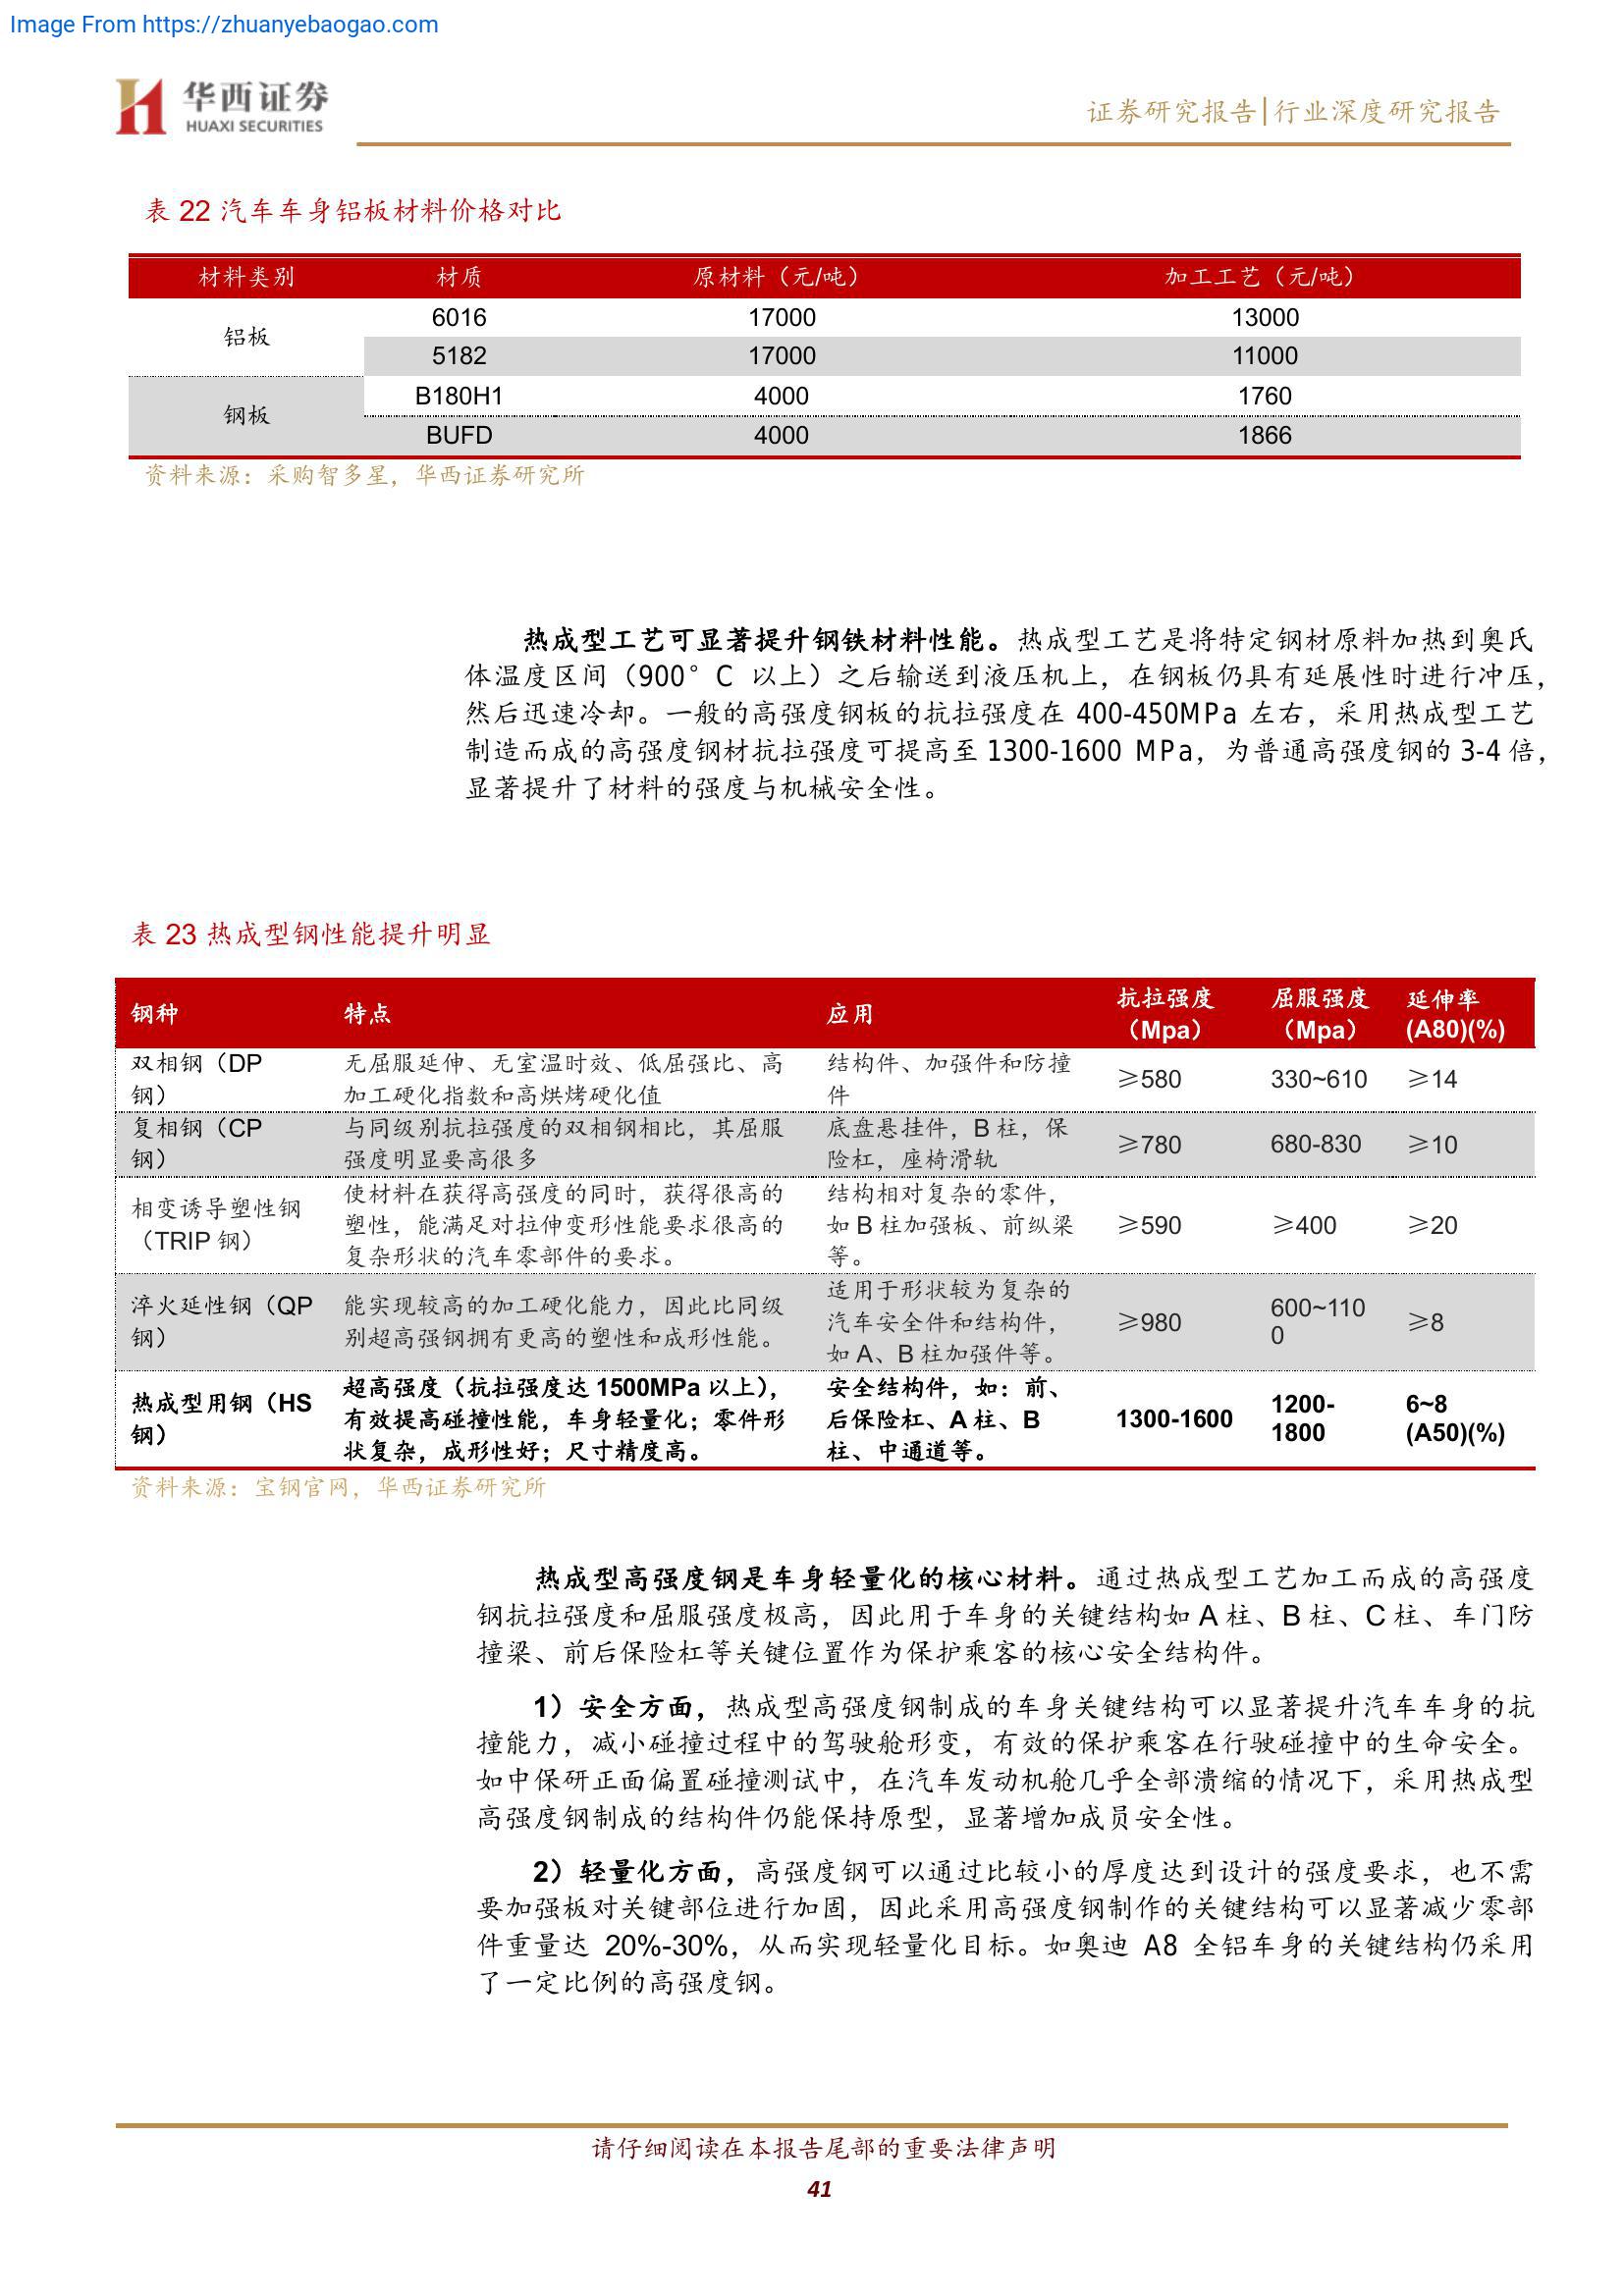 Image From https://zhuanyebaogao.com
华西证券
HUAXI SECURITIES
证券研究报告|行业深度研究报告
表 22 汽车车身铝板材料价格对比
材料类别 材质 原材料（元/吨） 加工工艺（元/吨）
铝板 6016 17000 13000
5182 17000 11000
钢板 B180H1 4000 1760
BUFD 4000 1866
资料来源：采购智多星，华西证券研究所
热成型工艺可显著提升钢铁材料性能。热成型工艺是将特定钢材原料加热到奥氏
体温度区间（900°C 以上）之后输送到液压机上，在钢板仍具有延展性时进行冲压，
然后迅速冷却。一般的高强度钢板的抗拉强度在 400-450MPa 左右，采用热成型工艺
制造而成的高强度钢材抗拉强度可提高至 1300-1600 MPa，为普通高强度钢的 3-4 倍，
显著提升了材料的强度与机械安全性。
表 23 热成型钢性能提升明显
钢种 特点 应用 抗拉强度（Mpa） 屈服强度（Mpa） 延伸率(A80)(%)
双相钢（DP
钢）
无屈服延伸、无室温时效、低屈强比、高
加工硬化指数和高烘烤硬化值
结构件、加强件和防撞
件
≥580 330~610 ≥14
复相钢（CP
钢）
与同级别抗拉强度的双相钢相比，其屈服
强度明显要高很多
底盘悬挂件，B 柱，保
险杠，座椅滑轨
≥780 680-830 ≥10
相变诱导塑性钢
（TRIP 钢）
使材料在获得高强度的同时，获得很高的
塑性，能满足对拉伸变形性能要求很高的
复杂形状的汽车零部件的要求。
结构相对复杂的零件，
如 B 柱加强板、前纵梁
等。
≥590 ≥400 ≥20
淬火延性钢（QP
钢）
能实现较高的加工硬化能力，因此比同级
别超高强钢拥有更高的塑性和成形性能。
适用于形状较为复杂的
汽车安全件和结构件，
如 A、B 柱加强件等。
≥980
600~110
0
≥8
热成型用钢（HS
钢）
超高强度（抗拉强度达 1500MPa 以上），
有效提高碰撞性能，车身轻量化；零件形
状复杂，成形性好；尺寸精度高。
安全结构件，如：前、
后保险杠、A 柱、B
柱、中通道等。
1300-1600
1200-
1800
6~8
(A50)(%)
资料来源：宝钢官网，华西证券研究所
热成型高强度钢是车身轻量化的核心材料。通过热成型工艺加工而成的高强度
钢抗拉强度和屈服强度极高，因此用于车身的关键结构如 A 柱、B 柱、C 柱、车门防
撞梁、前后保险杠等关键位置作为保护乘客的核心安全结构件。
1）安全方面，热成型高强度钢制成的车身关键结构可以显著提升汽车车身的抗
撞能力，减小碰撞过程中的驾驶舱形变，有效的保护乘客在行驶碰撞中的生命安全。
如中保研正面偏置碰撞测试中，在汽车发动机舱几乎全部溃缩的情况下，采用热成型
高强度钢制成的结构件仍能保持原型，显著增加成员安全性。
2）轻量化方面，高强度钢可以通过比较小的厚度达到设计的强度要求，也不需
要加强板对关键部位进行加固，因此采用高强度钢制作的关键结构可以显著减少零部
件重量达 20%-30%，从而实现轻量化目标。如奥迪 A8 全铝车身的关键结构仍采用
了一定比例的高强度钢。
请仔细阅读在本报告尾部的重要法律声明
41